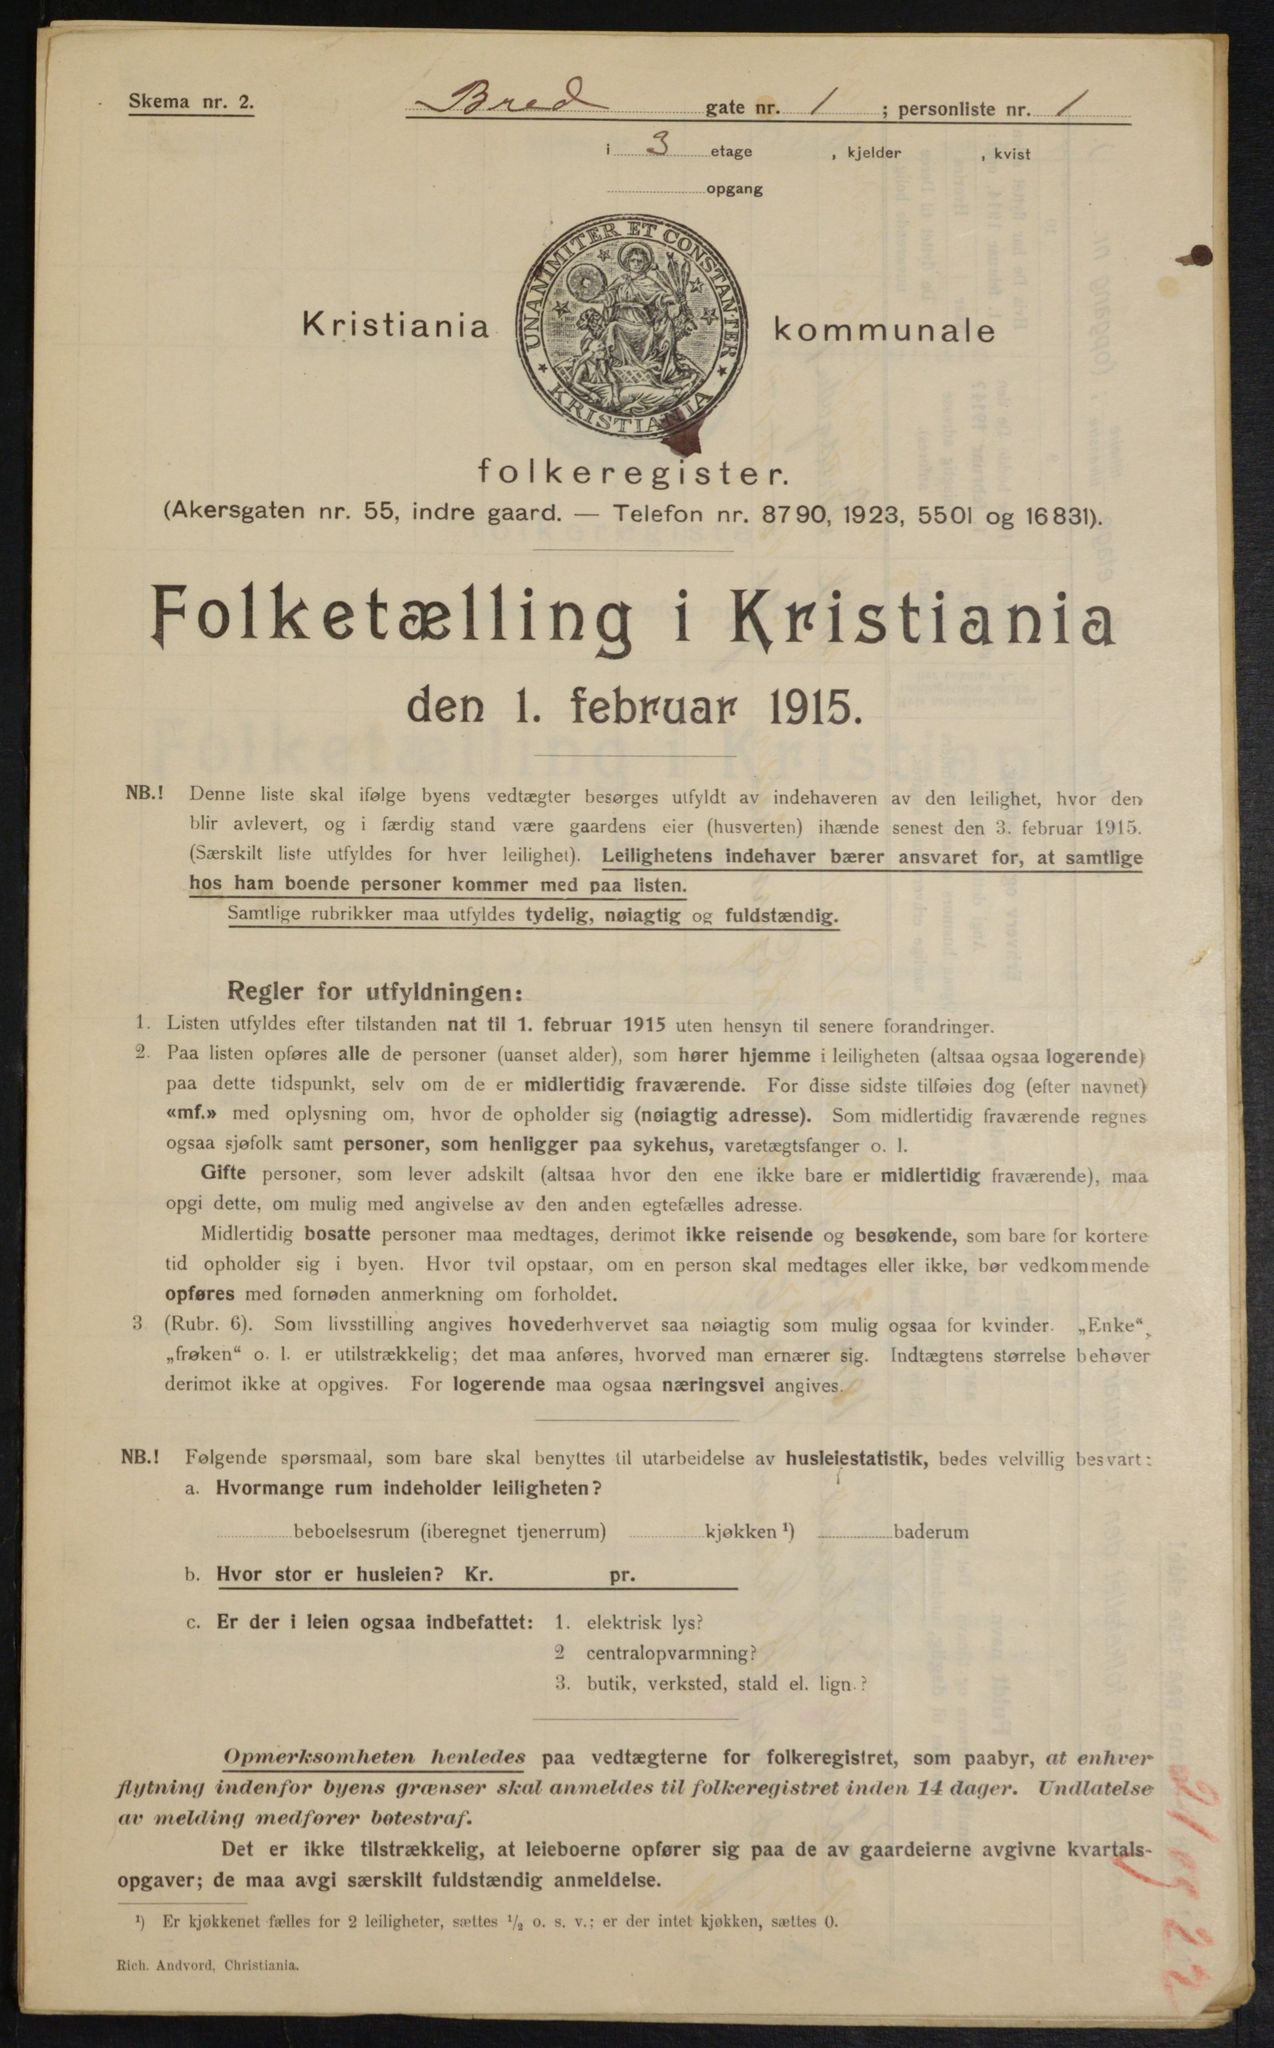 Skema nr. 2.
Bred gate nr. 1 ; personliste nr. 1
i 3 etage , kjelder , kvist
opgang
UNANIMITER ET CONSTANTER
KRISTIANIA
Kristiania kommunale
folkeregister.
(Akersgaten nr. 55, indre gaard. — Telefon nr. 8790, 1923, 5501 og 16831).
Folketælling i Kristiania
den 1. februar 1915.
NB.! Denne liste skal ifølge byens vedtægter besørges utfyldt av indehaveren av den leilighet, hvor den
blir avlevert, og i færdig stand være gaardens eier (husverten) ihænde senest den 3. februar 1915.
(Særskilt liste utfyldes for hver leilighet). Leilighetens indehaver bærer ansvaret for, at samtlige
hos ham boende personer kommer med paa listen.
Samtlige rubrikker maa utfyldes tydelig, nøiagtig og fuldstændig.
Regler for utfyldningen:
1. Listen utfyldes efter tilstanden nat til 1. februar 1915 uten hensyn til senere forandringer.
2. Paa listen opføres alle de personer (uanset alder), som hører hjemme i leiligheten (altsaa ogsaa logerende)
paa dette tidspunkt, selv om de er midlertidig fraværende. For disse sidste tilføies dog (efter navnet)
«mf.» med oplysning om, hvor de opholder sig (nøiagtig adresse). Som midlertidig fraværende regnes
ogsaa sjøfolk samt personer, som henligger paa sykehus, varetægtsfanger o. l.
Gifte personer, som lever adskilt (altsaa hvor den ene ikke bare er midlertidig fraværende), maa
opgi dette, om mulig med angivelse av den anden egtefælles adresse.
Midlertidig bosatte personer maa medtages, derimot ikke reisende og besøkende, som bare for kortere
tid opholder sig i byen. Hvor tvil opstaar, om en person skal medtages eller ikke, bør vedkommende
opføres med fornøden anmerkning om forholdet.
3 (Rubr. 6). Som livsstilling angives hovederhvervet saa nøiagtig som mulig ogsaa for kvinder. „Enke“,
„frøken“ o. l. er utilstrækkelig; det maa anføres, hvorved man ernærer sig. Indtægtens størrelse behøver
derimot ikke at opgives. For logerende maa ogsaa næringsvei angives.
NB.! Følgende spørsmaal, som bare skal benyttes til utarbeidelse av husleiestatistik, bedes velvillig besvart:
a. Hvormange rum indeholder leiligheten?
beboelsesrum (iberegnet tjenerrum) kjøkken ¹) baderum
b. Hvor stor er husleien? Kr. pr.
c. Er der i leien ogsaa indbefattet: 1. elektrisk lys?
2 centralopvarmning?
3. butik, verksted, stald el. lign.?
Opmerksomheten henledes paa vedtægterne for folkeregistret, som paabyr, at enhver
flytning indenfor byens grænser skal anmeldes til folkeregistret inden 14 dager. Undlatelse
av melding medfører bøtestraf.
Det er ikke tilstrækkelig, at leieboerne opfører sig paa de av gaardeierne avgivne kvartals-
opgaver; de maa avgi særskilt fuldstændig anmeldelse.
¹) Er kjøkkenet fælles for 2 leiligheter, sættes ¹/₂ o. s. v.; er der intet kjøkken, sættes 0.
Rich. Andvord, Christiania.